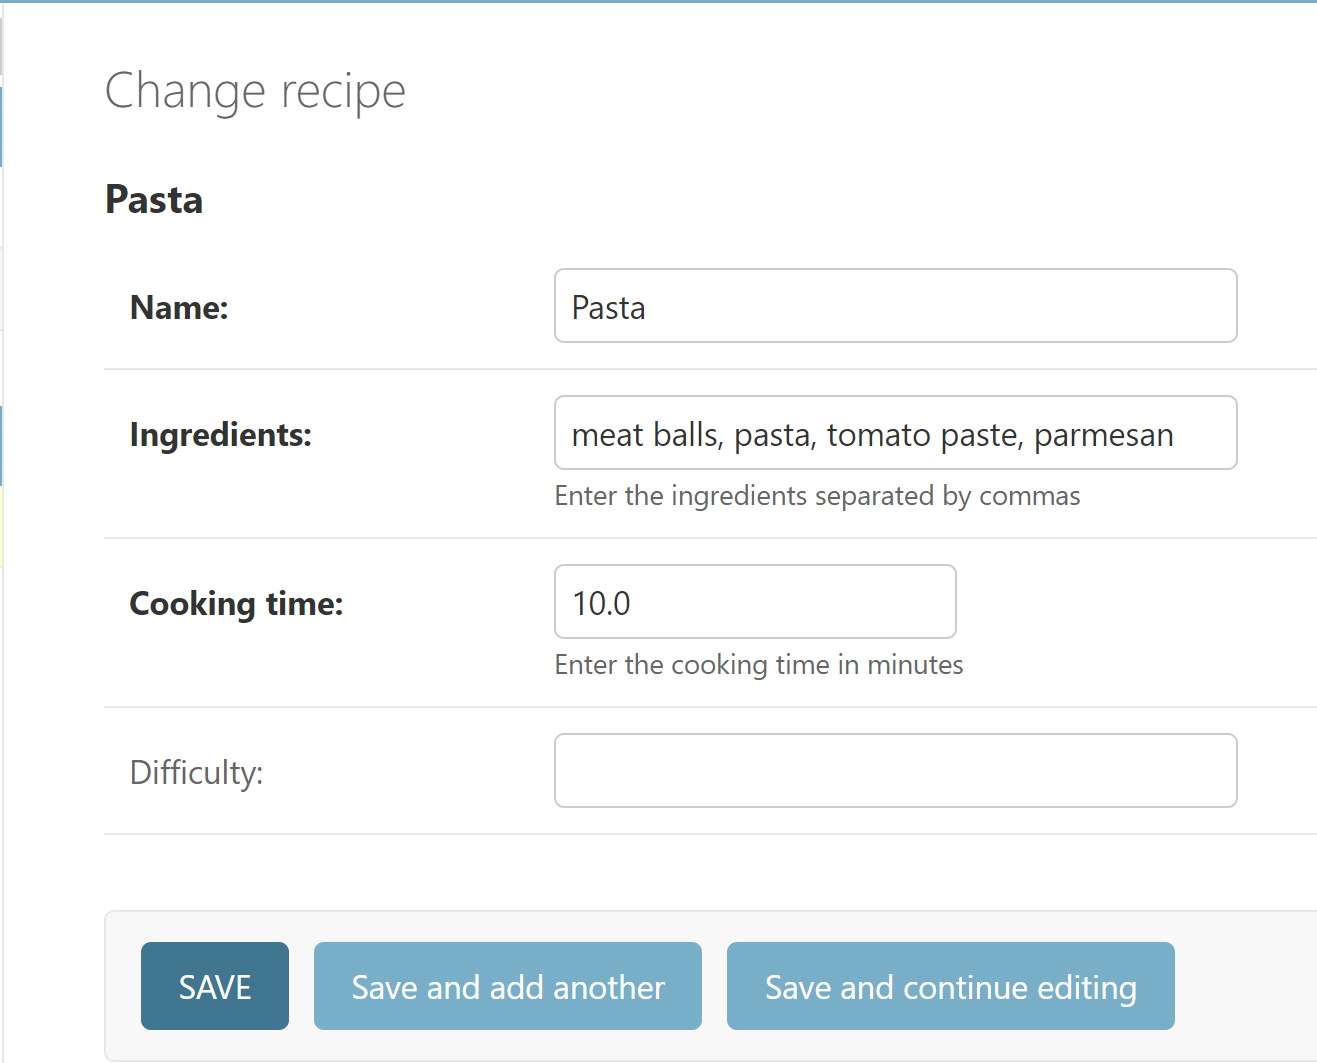 Change recipe
Pasta
Name:
Pasta
Ingredients:
meat balls, pasta, tomato paste, parmesan
Enter the ingredients separated by commas
Cooking time:
10.0
Enter the cooking time in minutes
Difficulty:
SAVE
Save and add another
Save and continue editing